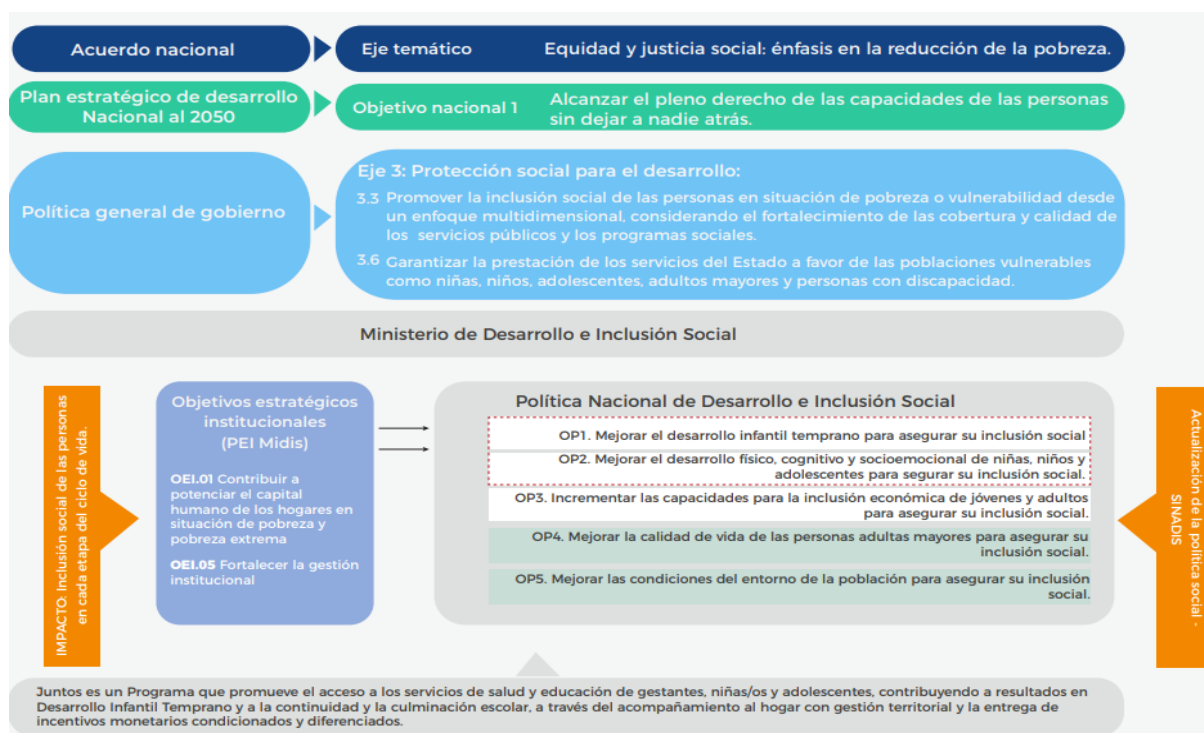 Acuerdo nacional
Eje temático
Equidad y justicia social: énfasis en la reducción de la pobreza.
Plan estratégico de desarrollo
Nacional al 2050
Objetivo nacional 1
Alcanzar el pleno derecho de las capacidades de las personas
sin dejar a nadie atrás.
Política general de gobierno
Eje 3: Protección social para el desarrollo:
3.3 Promover la inclusión social de las personas en situación de pobreza o vulnerabilidad desde
un enfoque multidimensional, considerando el fortalecimiento de las cobertura y calidad de
los servicios públicos y los programas sociales.
3.6 Garantizar la prestación de los servicios del Estado a favor de las poblaciones vulnerables
como niñas, niños, adolescentes, adultos mayores y personas con discapacidad.
Ministerio de Desarrollo e Inclusión Social
IMPACTO: Inclusión social de las personas
en cada etapa del ciclo de vida.
Objetivos estratégicos
institucionales
(PEI Midis)
OEI.01 Contribuir a
potenciar el capital
humano de los hogares en
situación de pobreza y
pobreza extrema
OEI.05 Fortalecer la gestión
institucional
Política Nacional de Desarrollo e Inclusión Social
OP1. Mejorar el desarrollo infantil temprano para asegurar su inclusión social
OP2. Mejorar el desarrollo físico, cognitivo y socioemocional de niñas, niños y
adolescentes para segurar su inclusión social.
OP3. Incrementar las capacidades para la inclusión económica de jóvenes y adultos
para asegurar su inclusión social.
OP4. Mejorar la calidad de vida de las personas adultas mayores para asegurar su
inclusión social.
OP5. Mejorar las condiciones del entorno de la población para asegurar su inclusión
social.
Actualización de la política social -
SINADIS
Juntos es un Programa que promueve el acceso a los servicios de salud y educación de gestantes, niñas/os y adolescentes, contribuyendo a resultados en
Desarrollo Infantil Temprano y a la continuidad y la culminación escolar, a través del acompañamiento al hogar con gestión territorial y la entrega de
incentivos monetarios condicionados y diferenciados.